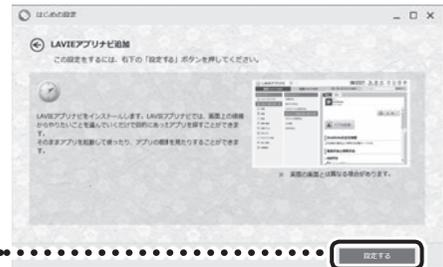 はじめの設定
LAVIEアプリナビ追加
この設定をするには、右下の「設定する」ボタンを押してください。
LAVIEアプリナビをインストールします。LAVIEアプリナビでは、画面上の候補
からやりたいことを選んでいくだけで目的にあったアプリを探すことができま
す。
そのままアプリを起動して使ったり、アプリの概要を見たりすることができま
す。
※ 実際の画面とは異なる場合があります。
設定する